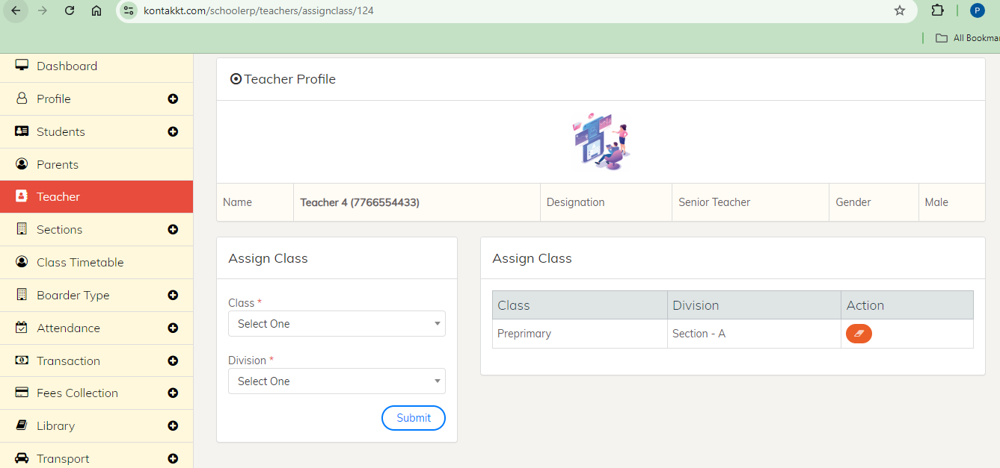 kontakkt.com/schoolerp/teachers/assignclass/124
P
All Bookma
Dashboard
Profile
Students
Parents
Teacher
Sections
Class Timetable
Boarder Type
Attendance
Transaction
Fees Collection
Library
Transport
Teacher Profile
Name Teacher 4 (7766554433) Designation Senior Teacher Gender Male
Assign Class
Class *
Select One
Division *
Select One
Submit
Assign Class
Class Division Action
Preprimary Section - A